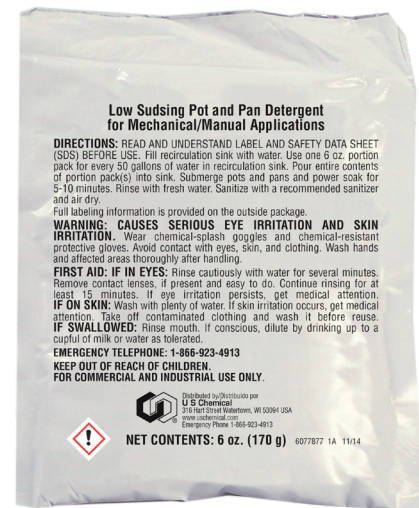 Low Sudsing Pot and Pan Detergent
for Mechanical/Manual Applications
DIRECTIONS: READ AND UNDERSTAND LABEL AND SAFETY DATA SHEET
(SDS) BEFORE USE. Fill recirculation sink with water. Use one 6 oz. portion
pack for every 50 gallons of water in recirculation sink. Pour entire contents
of portion pack(s) into sink. Submerge pots and pans and power soak for
5-10 minutes. Rinse with fresh water. Sanitize with a recommended sanitizer
and air dry.
Full labeling information is provided on the outside package.
WARNING: CAUSES SERIOUS EYE IRRITATION AND SKIN
IRRITATION. Wear chemical-splash goggles and chemical-resistant
protective gloves. Avoid contact with eyes, skin, and clothing. Wash hands
and affected areas thoroughly after handling.
FIRST AID: IF IN EYES: Rinse cautiously with water for several minutes.
Remove contact lenses, if present and easy to do. Continue rinsing for at
least 15 minutes. If eye irritation persists, get medical attention.
IF ON SKIN: Wash with plenty of water. If skin irritation occurs, get medical
attention. Take off contaminated clothing and wash it before reuse.
IF SWALLOWED: Rinse mouth. If conscious, dilute by drinking up to a
cupful of milk or water as tolerated.
EMERGENCY TELEPHONE: 1-866-923-4913
KEEP OUT OF REACH OF CHILDREN.
FOR COMMERCIAL AND INDUSTRIAL USE ONLY.
Distributed by/Distribuido por
U S Chemical
316 Hart Street Watertown, WI 53094 USA
www.uschemical.com
Emergency Phone 1-866-923-4913
NET CONTENTS: 6 oz. (170 g) 6077877 1A 11/14